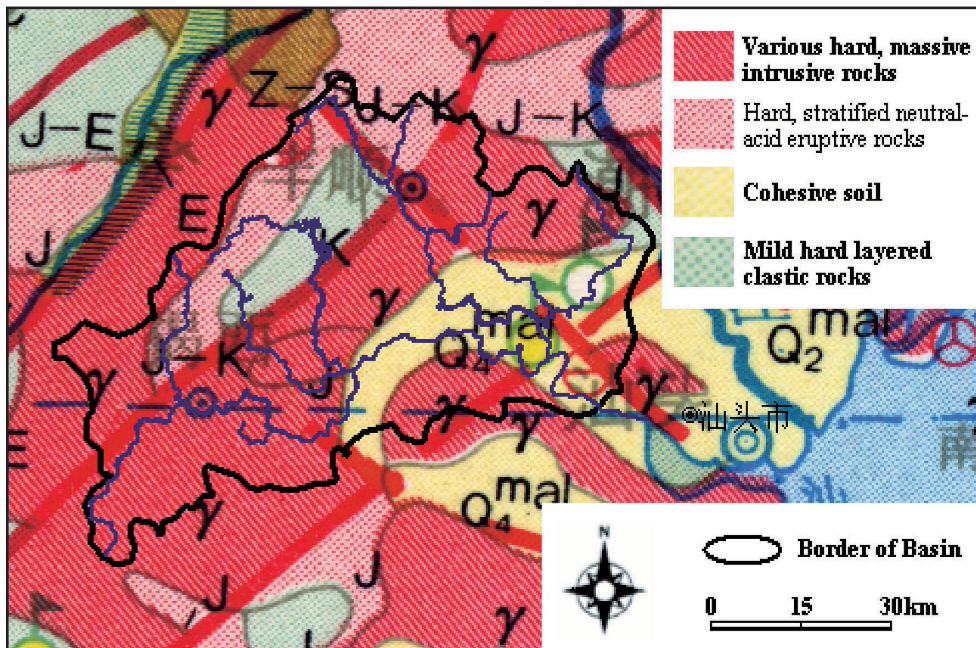 Various hard, massive
intrusive rocks
Hard, stratified neutral-
acid eruptive rocks
Cohesive soil
Mild hard layered
clastic rocks
γ
γ
Z-S
J-K
J-K
J-E
J
E
J
γ
K
γ
mal
Q4
mal
Q2
γ
J-K
J
γ
γ
γ
汕头市
南
E
mal
Q4
γ
J
J
γ
N
Border of Basin
0 15 30km